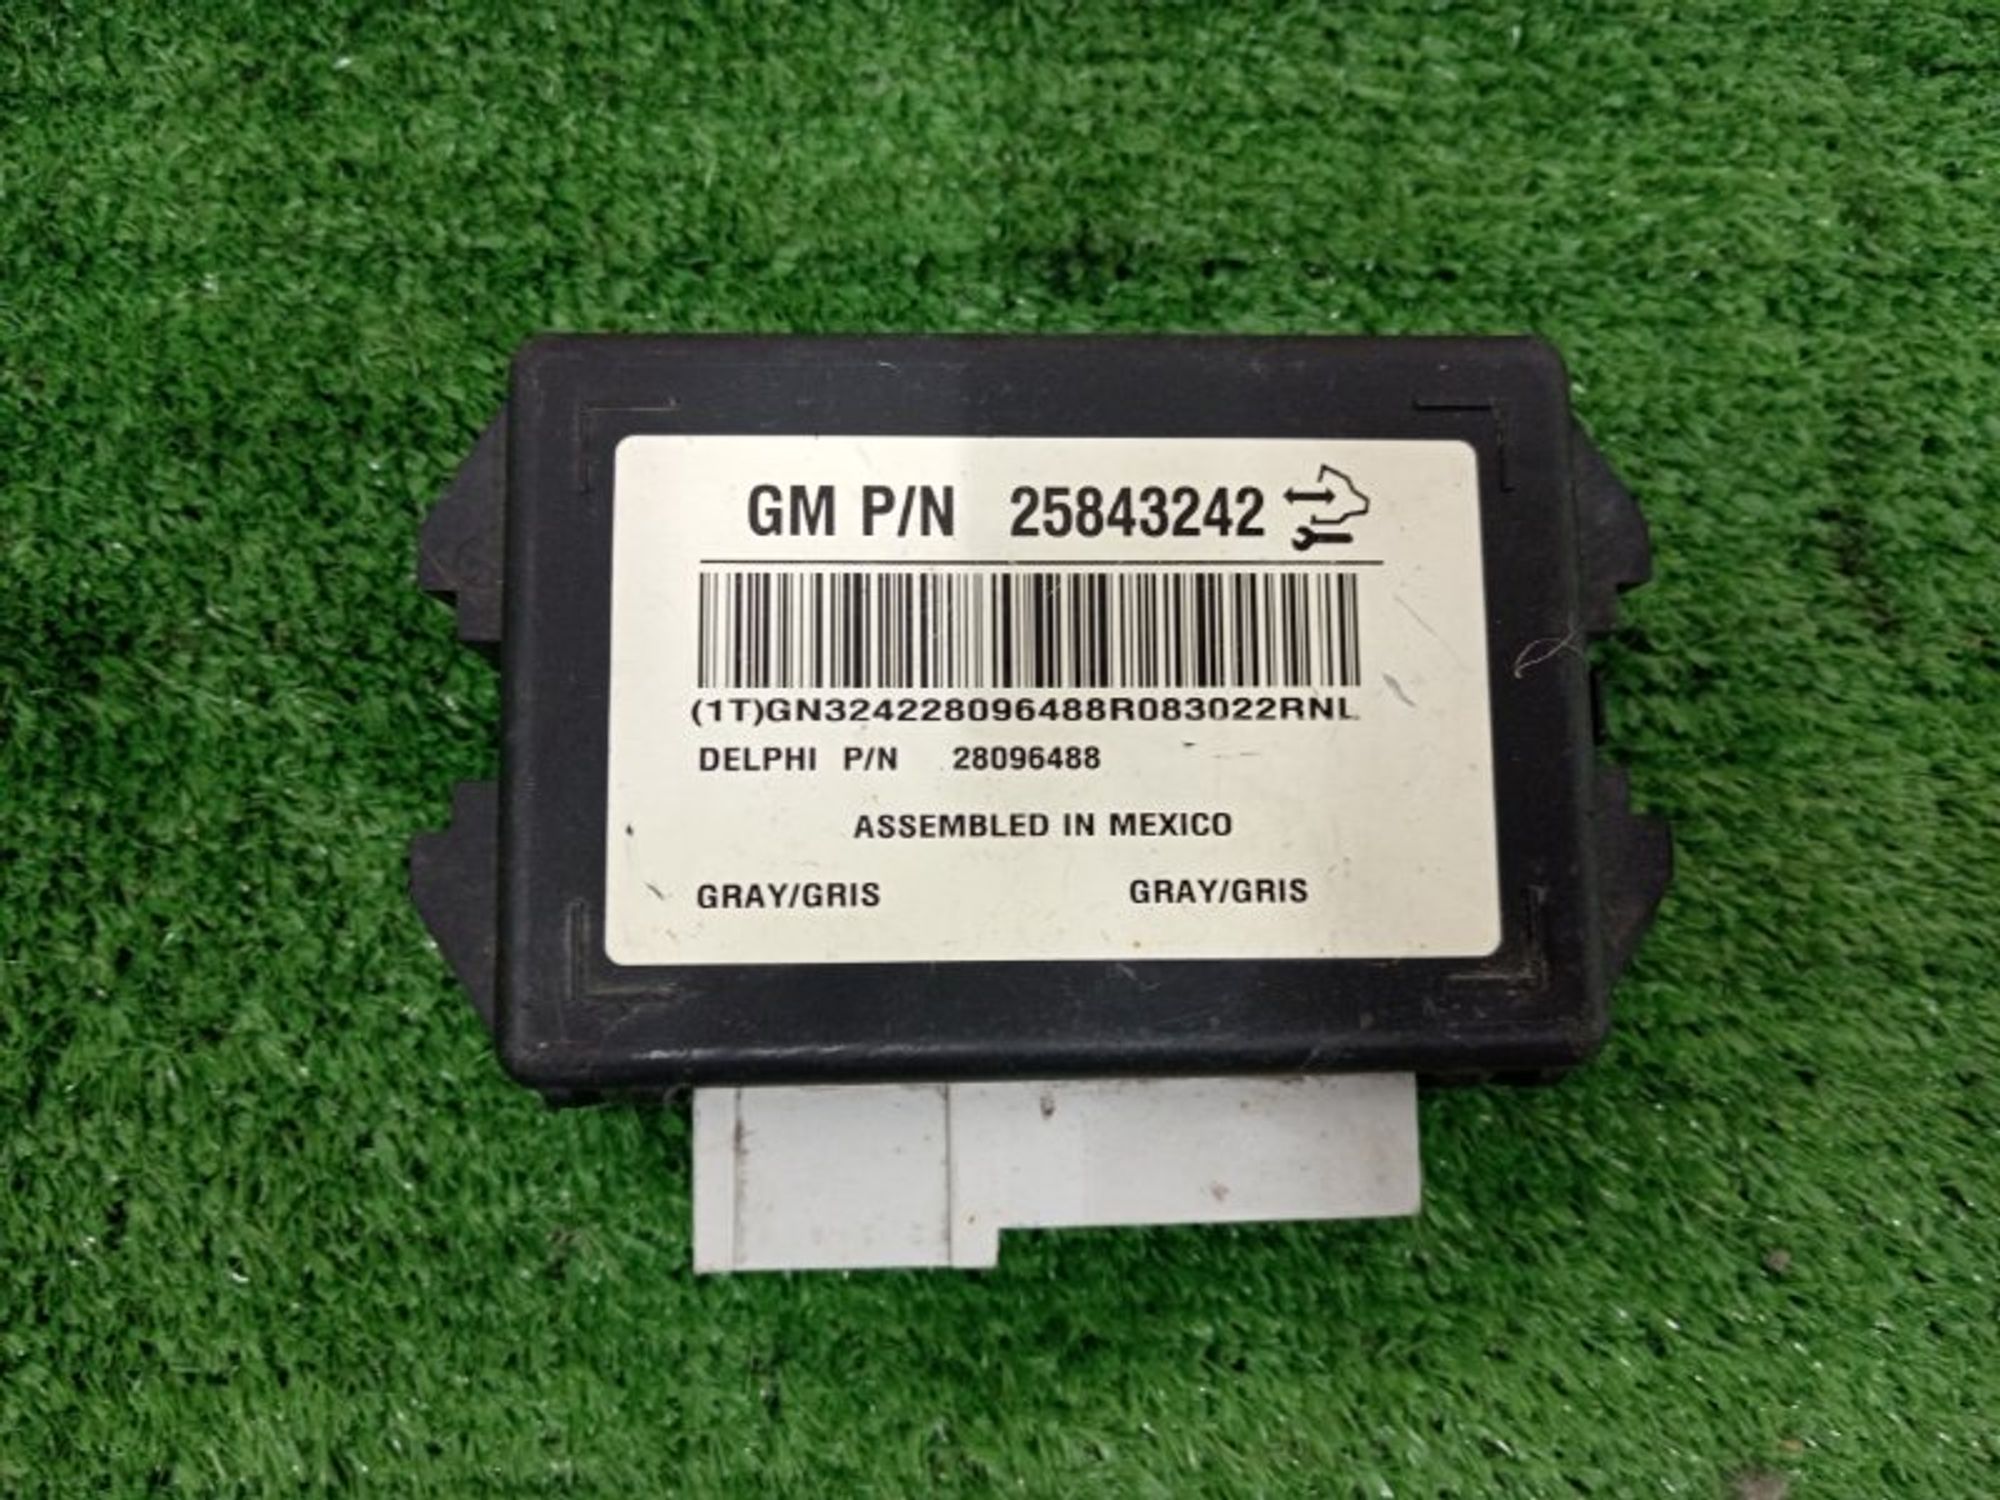 GM P/N 25843242
(1T)GN324228096488R083022RNL
DELPHI P/N 28096488
ASSEMBLED IN MEXICO
GRAY/GRIS GRAY/GRIS